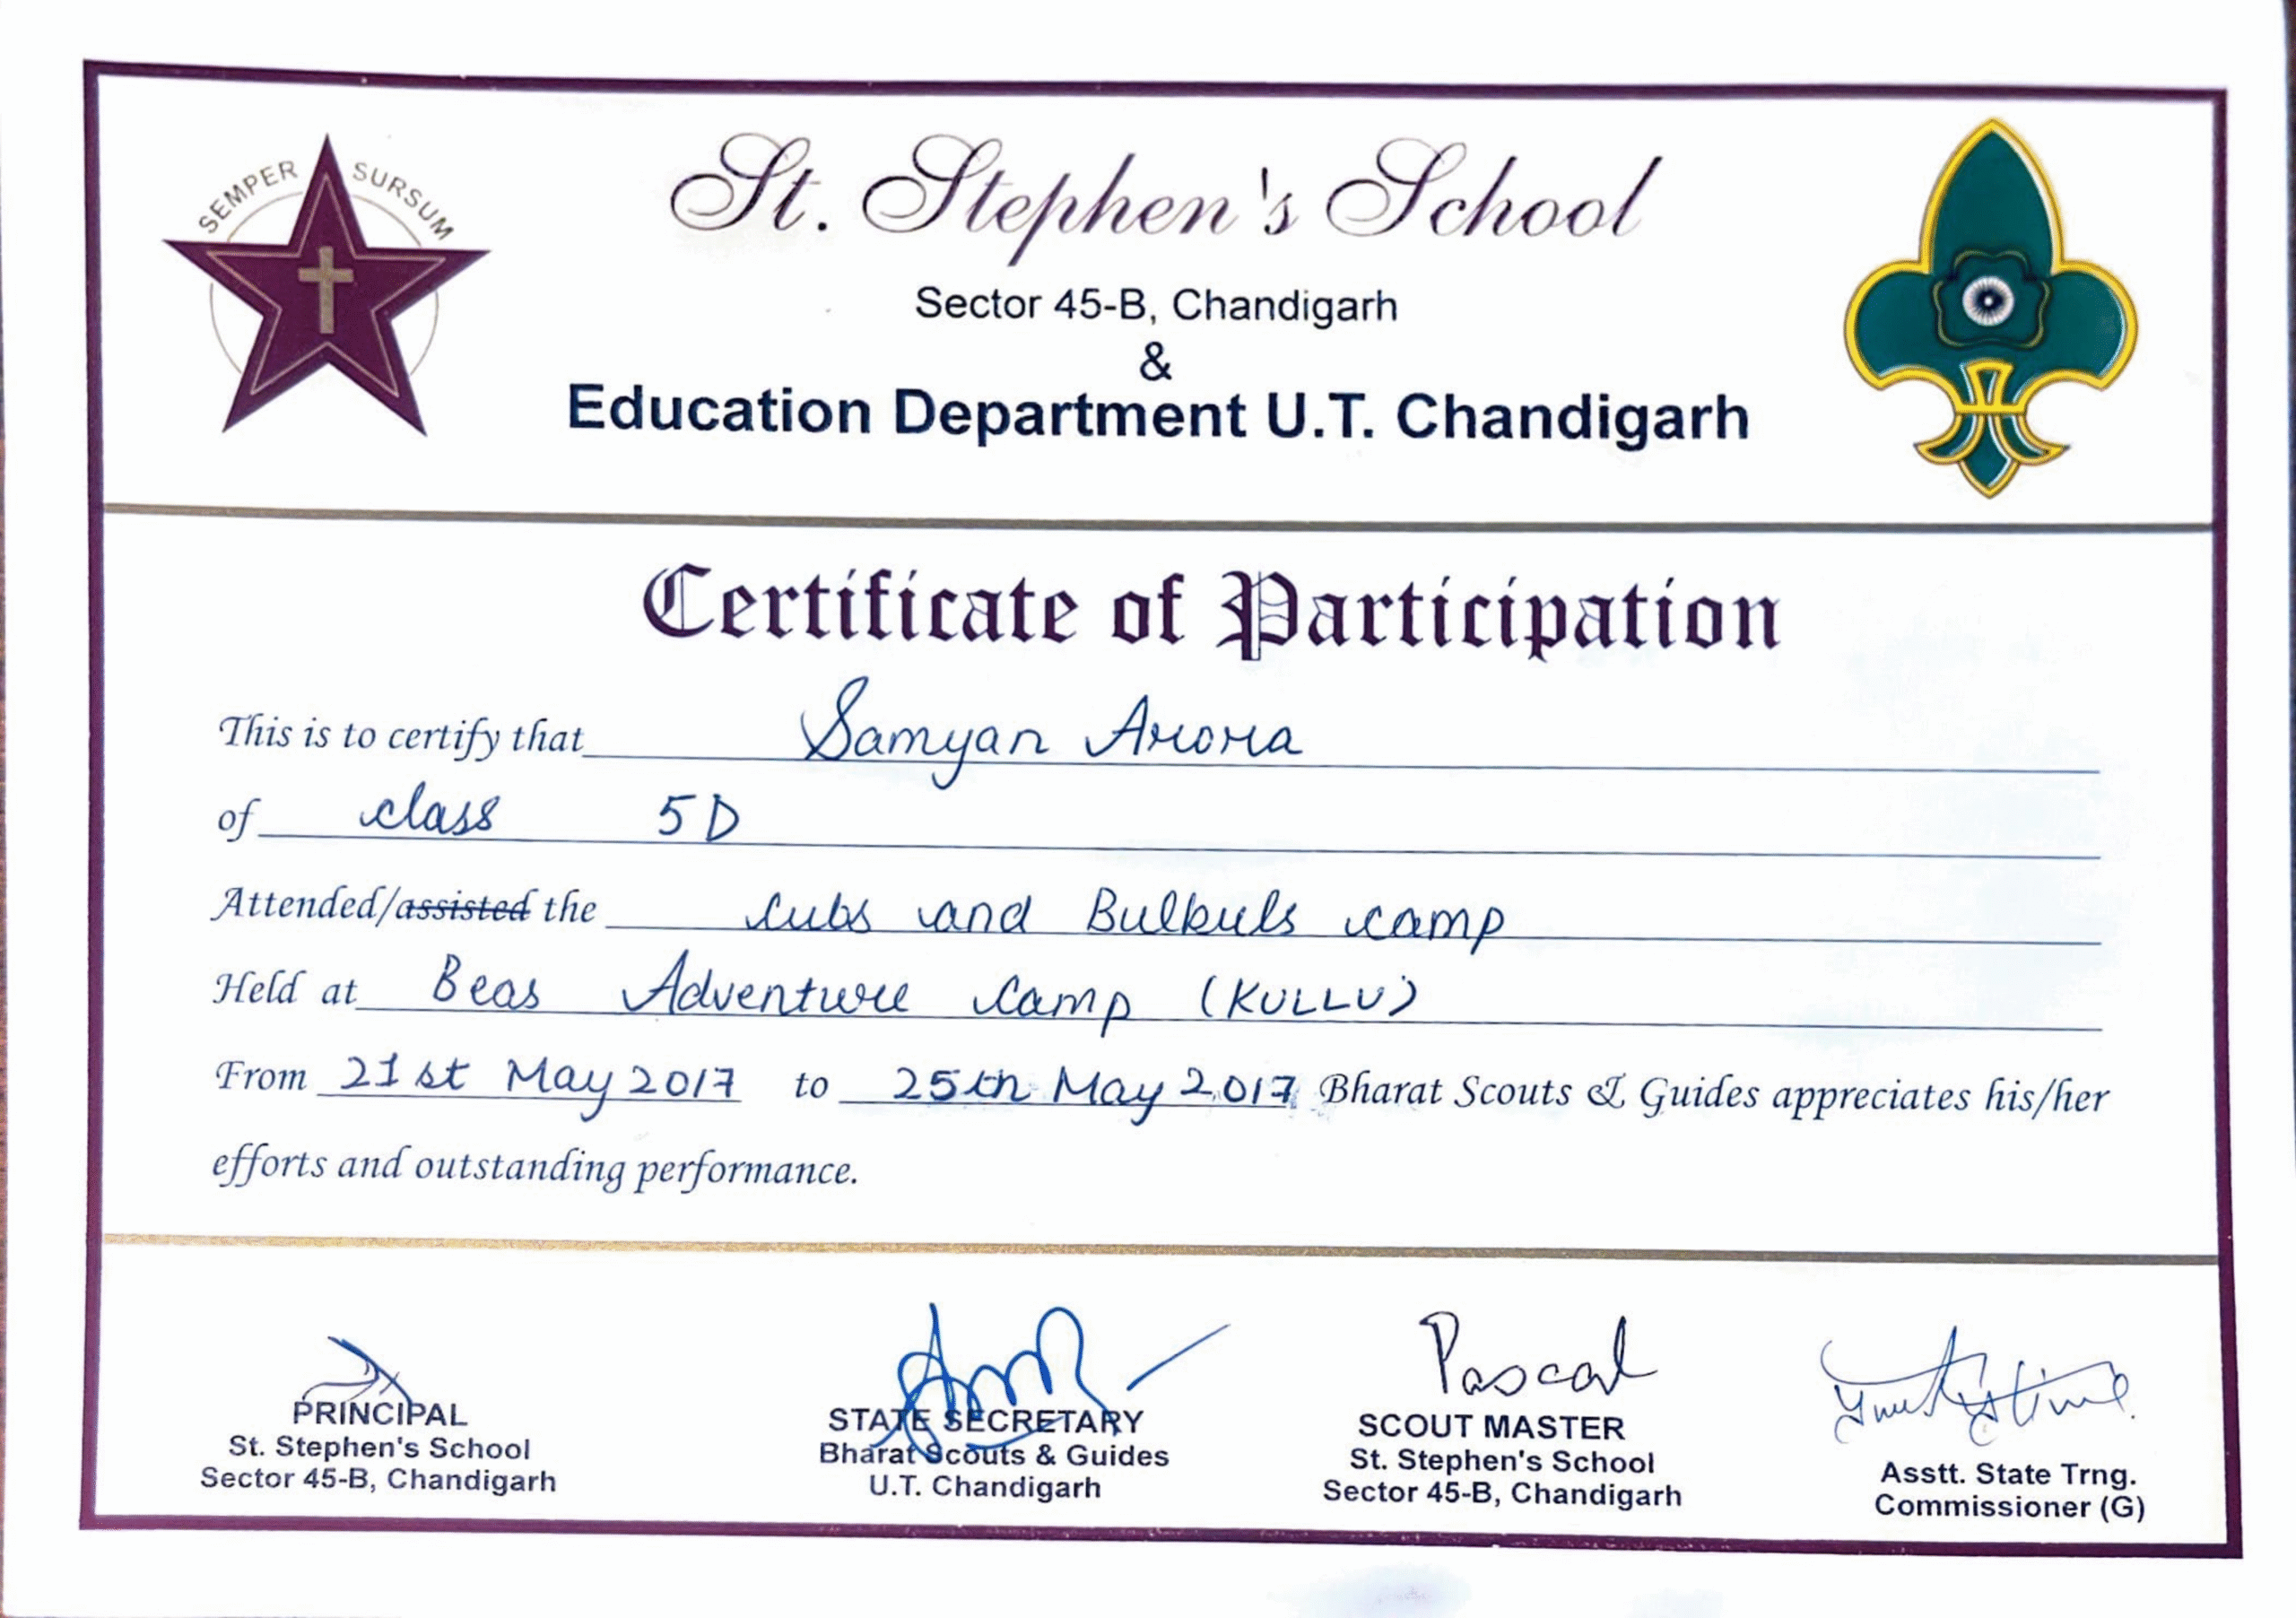 SEMPER SURSUM
St. Stephen's School
Sector 45-B, Chandigarh
&
Education Department U.T. Chandigarh
Certificate of Participation
This is to certify that Samyan Arora
of class 5D
Attended/assisted the Cubs and Bulbuls camp
Held at Beas Adventure Camp (KULLU)
From 21st May 2017 to 25th May 2017 Bharat Scouts & Guides appreciates his/her
efforts and outstanding performance.
Pascal
PRINCIPAL
St. Stephen's School
Sector 45-B, Chandigarh
STATE SECRETARY
Bharat Scouts & Guides
U.T. Chandigarh
SCOUT MASTER
St. Stephen's School
Sector 45-B, Chandigarh
Asstt. State Trng.
Commissioner (G)